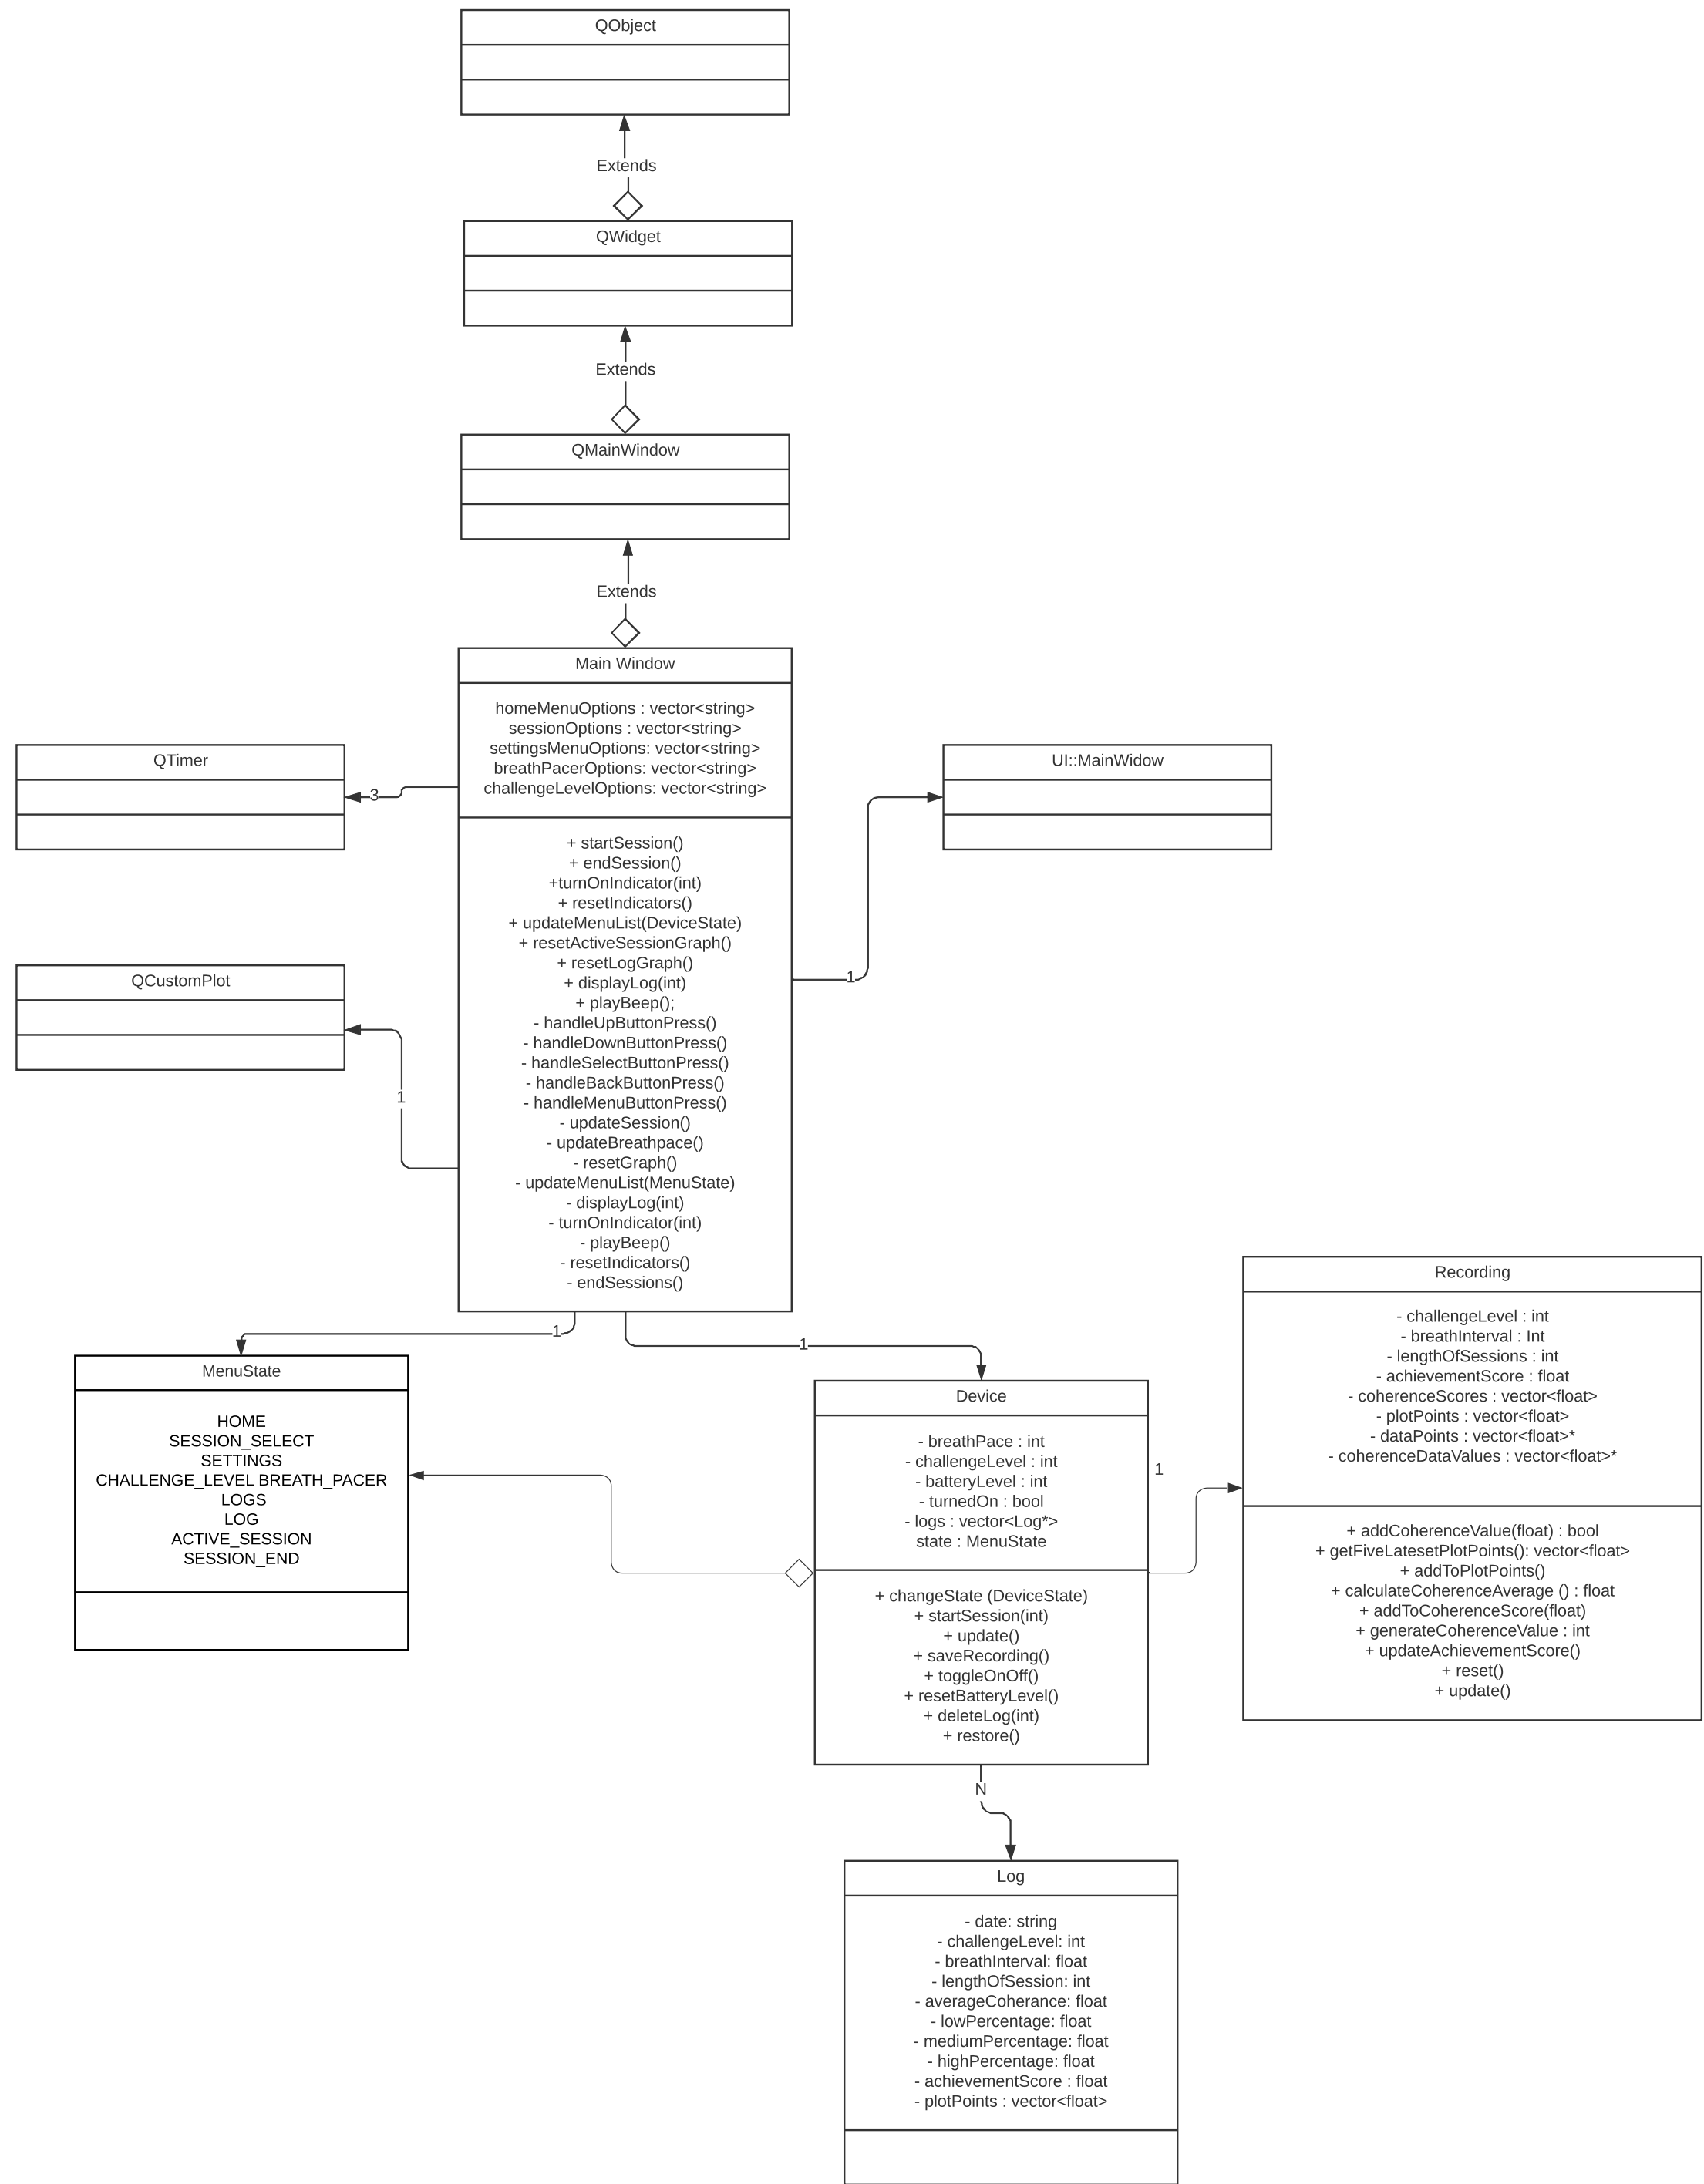 QObject
Extends
QWidget
Extends
QMainWindow
Extends
Main Window
homeMenuOptions : vector<string>
sessionOptions : vector<string>
settingsMenuOptions: vector<string>
breathPacerOptions: vector<string>
challengeLevelOptions: vector<string>
+ startSession()
+ endSession()
+turnOnIndicator(int)
+ resetIndicators()
+ updateMenuList(DeviceState)
+ resetActiveSessionGraph()
+ resetLogGraph()
+ displayLog(int)
+ playBeep();
- handleUpButtonPress()
- handleDownButtonPress()
- handleSelectButtonPress()
- handleBackButtonPress()
- handleMenuButtonPress()
- updateSession()
- updateBreathpace()
- resetGraph()
- updateMenuList(MenuState)
- displayLog(int)
- turnOnIndicator(int)
- playBeep()
- resetIndicators()
- endSessions()
QTimer
3
UI::MainWidow
1
QCustomPlot
1
1
1
MenuState
HOME
SESSION_SELECT
SETTINGS
CHALLENGE_LEVEL BREATH_PACER
LOGS
LOG
ACTIVE_SESSION
SESSION_END
Device
- breathPace : int
- challengeLevel : int
- batteryLevel : int
- turnedOn : bool
- logs : vector<Log*>
state : MenuState
+ changeState (DeviceState)
+ startSession(int)
+ update()
+ saveRecording()
+ toggleOnOff()
+ resetBatteryLevel()
+ deleteLog(int)
+ restore()
1
Recording
- challengeLevel : int
- breathInterval : Int
- lengthOfSessions : int
- achievementScore : float
- coherenceScores : vector<float>
- plotPoints : vector<float>
- dataPoints : vector<float>*
- coherenceDataValues : vector<float>*
+ addCoherenceValue(float) : bool
+ getFiveLatesetPlotPoints(): vector<float>
+ addToPlotPoints()
+ calculateCoherenceAverage () : float
+ addToCoherenceScore(float)
+ generateCoherenceValue : int
+ updateAchievementScore()
+ reset()
+ update()
N
Log
- date: string
- challengeLevel: int
- breathInterval: float
- lengthOfSession: int
- averageCoherance: float
- lowPercentage: float
- mediumPercentage: float
- highPercentage: float
- achievementScore : float
- plotPoints : vector<float>